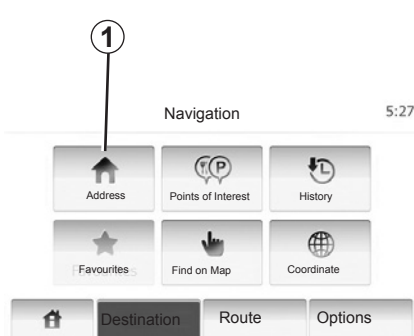 1
Navigation 5:27
Address Points of Interest History
Favourites Find on Map Coordinate
Destination Route Options